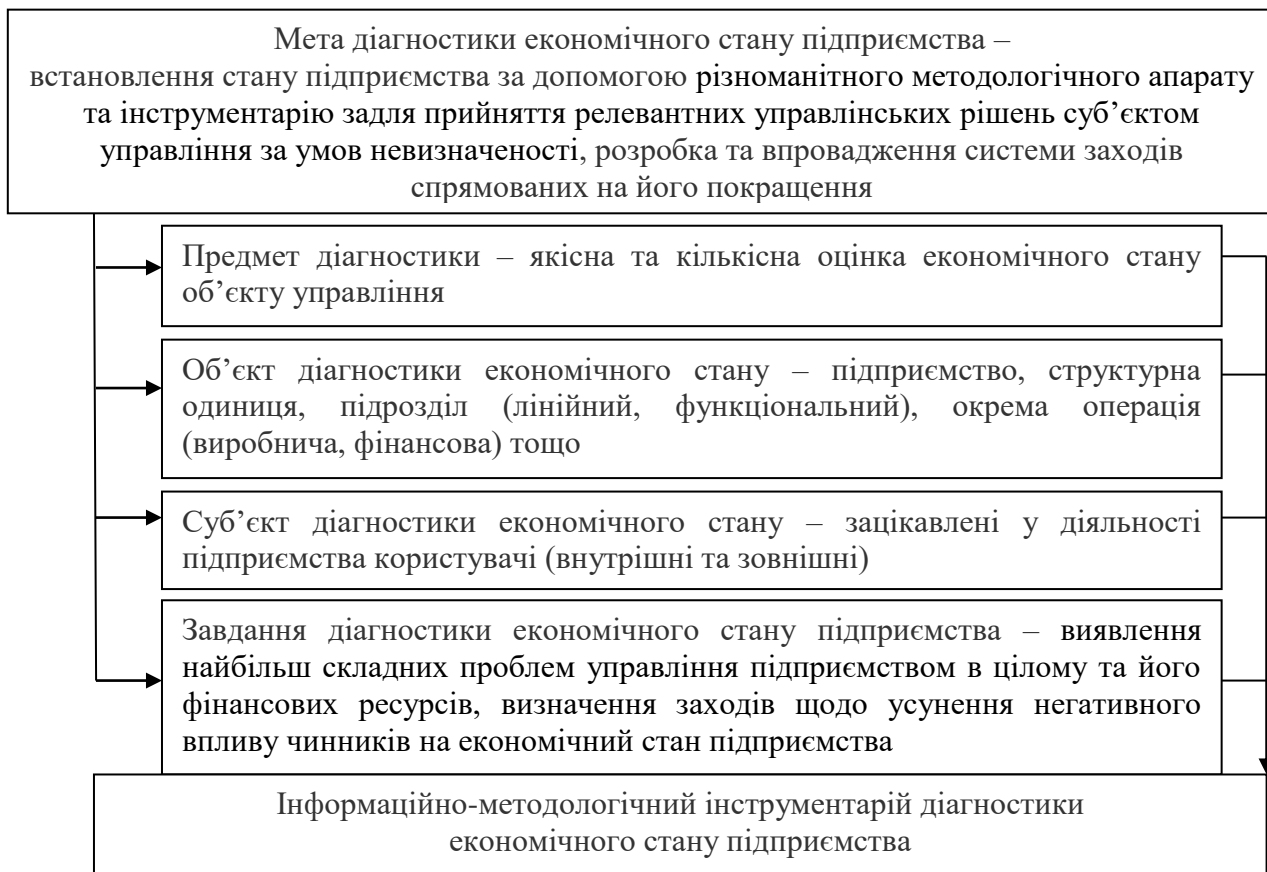 Мета діагностики економічного стану підприємства –
встановлення стану підприємства за допомогою різноманітного методологічного апарату
та інструментарію задля прийняття релевантних управлінських рішень суб’єктом
управління за умов невизначеності, розробка та впровадження системи заходів
спрямованих на його покращення
Предмет діагностики – якісна та кількісна оцінка економічного стану
об’єкту управління
Об’єкт діагностики економічного стану – підприємство, структурна
одиниця, підрозділ (лінійний, функціональний), окрема операція
(виробнича, фінансова) тощо
Суб’єкт діагностики економічного стану – зацікавлені у діяльності
підприємства користувачі (внутрішні та зовнішні)
Завдання діагностики економічного стану підприємства – виявлення
найбільш складних проблем управління підприємством в цілому та його
фінансових ресурсів, визначення заходів щодо усунення негативного
впливу чинників на економічний стан підприємства
Інформаційно-методологічний інструментарій діагностики
економічного стану підприємства